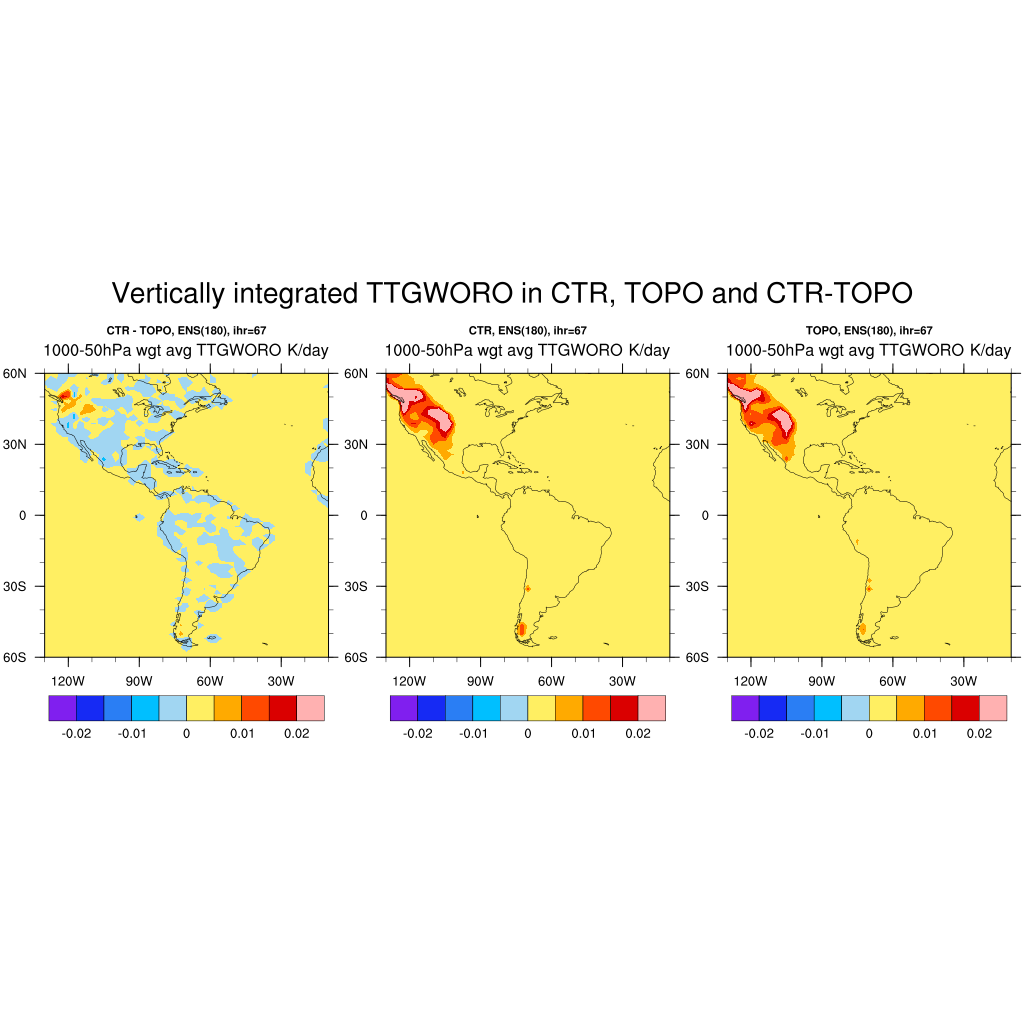 Vertically integrated TTGWORO in CTR, TOPO and CTR-TOPO
CTR - TOPO, ENS(180), ihr=67
1000-50hPa wgt avg TTGWORO K/day
60N
30N
0
30S
60S
120W 90W 60W 30W
-0.02 -0.01 0 0.01 0.02
CTR, ENS(180), ihr=67
1000-50hPa wgt avg TTGWORO K/day
60N
30N
0
30S
60S
120W 90W 60W 30W
-0.02 -0.01 0 0.01 0.02
TOPO, ENS(180), ihr=67
1000-50hPa wgt avg TTGWORO K/day
60N
30N
0
30S
60S
120W 90W 60W 30W
-0.02 -0.01 0 0.01 0.02